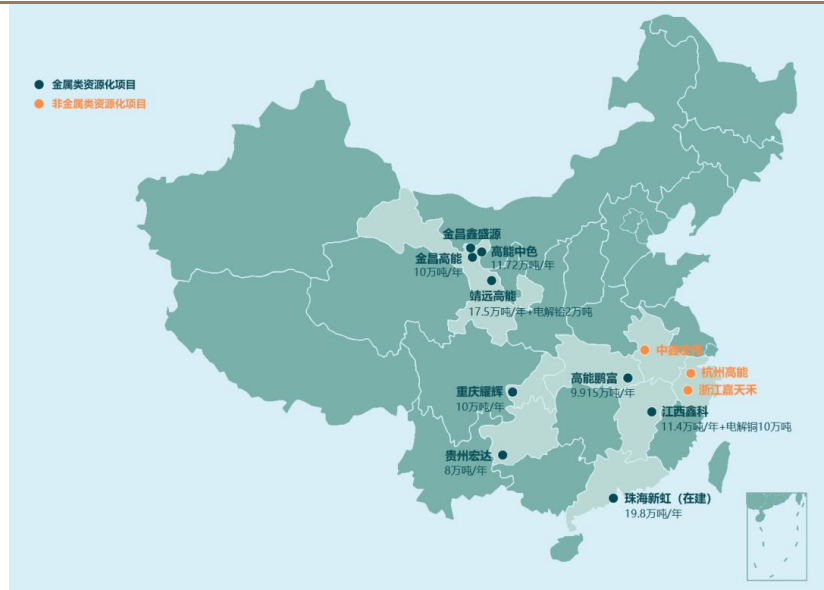 金属类资源化项目
非金属类资源化项目
金昌鑫盛源
高能中色
11.72万吨/年
金昌高能
10万吨/年
靖远高能
17.5万吨/年+电解铅2万吨
杭州高能
浙江嘉天禾
高能鹏富
9.915万吨/年
重庆耀辉
10万吨/年
江西鑫科
11.4万吨/年+电解铜10万吨
贵州宏达
8万吨/年
珠海新虹（在建）
19.8万吨/年